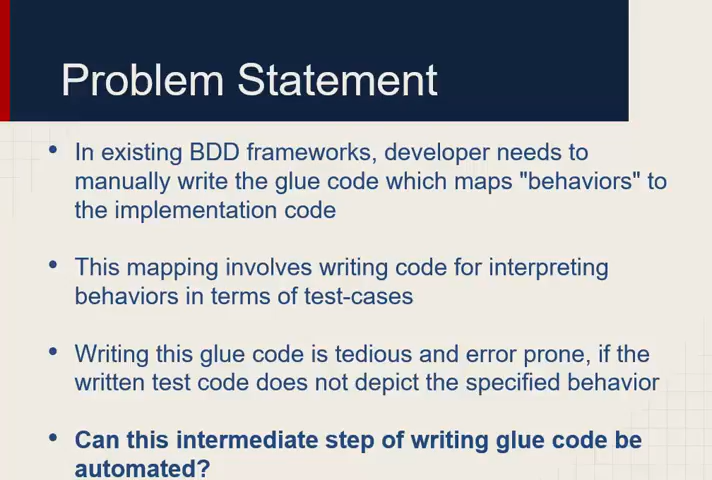 Problem Statement
• In existing BDD frameworks, developer needs to
manually write the glue code which maps "behaviors" to
the implementation code
• This mapping involves writing code for interpreting
behaviors in terms of test-cases
• Writing this glue code is tedious and error prone, if the
written test code does not depict the specified behavior
• Can this intermediate step of writing glue code be
automated?